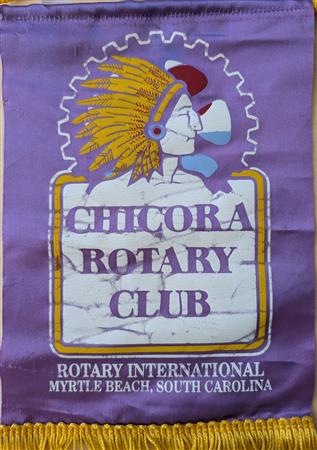 CHICORA
ROTARY
CLUB
ROTARY INTERNATIONAL
MYRTLE BEACH, SOUTH CAROLINA